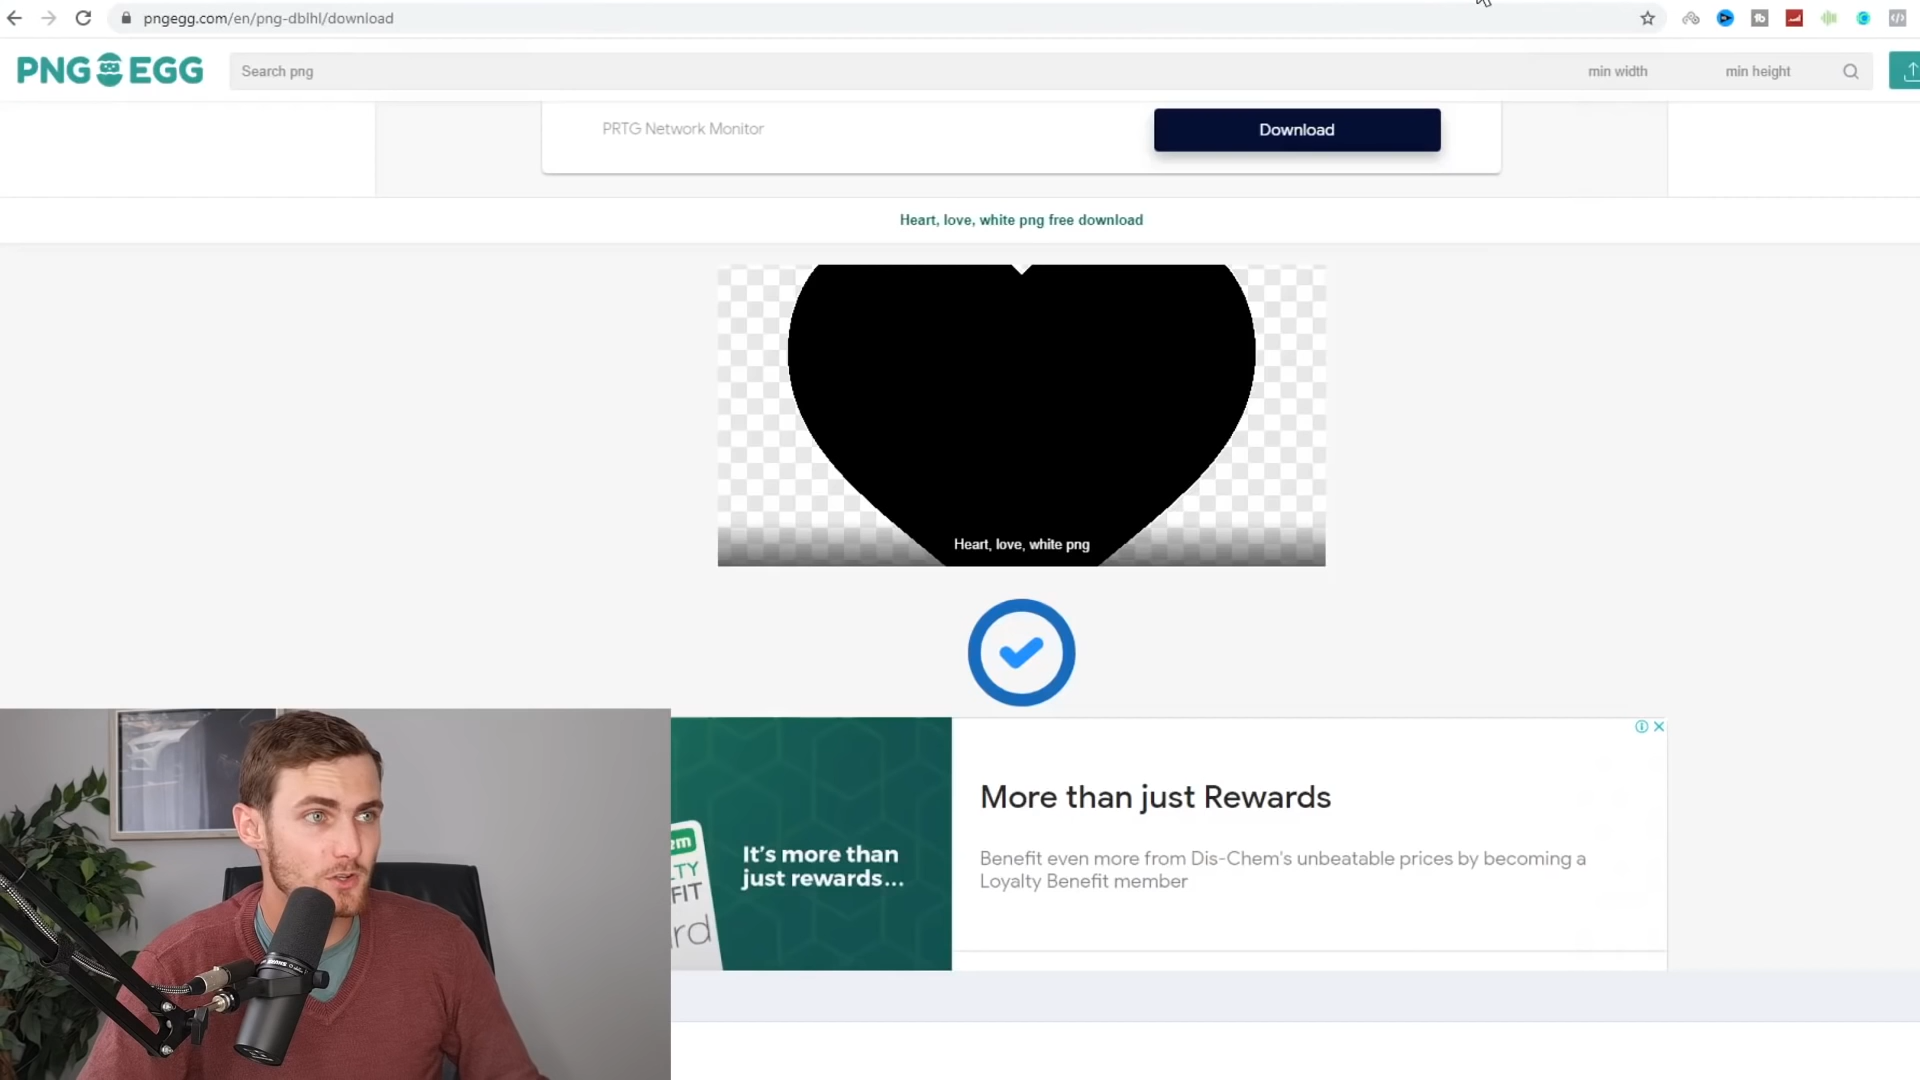 pngegg.com/en/png-dblhl/download
PNG EGG
Search png
min width
min height
PRTG Network Monitor
Download
Heart, love, white png free download
Heart, love, white png
It's more than
just rewards...
More than just Rewards
Benefit even more from Dis-Chem's unbeatable prices by becoming a
Loyalty Benefit member